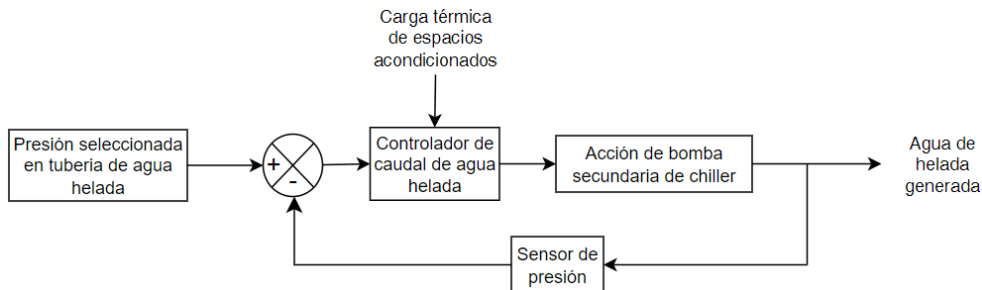 Carga térmica
de espacios
acondicionados
Presión seleccionada
en tuberia de agua
helada
+
-
Controlador de
caudal de agua
helada
Acción de bomba
secundaria de chiller
Agua de
helada
generada
Sensor de
presión